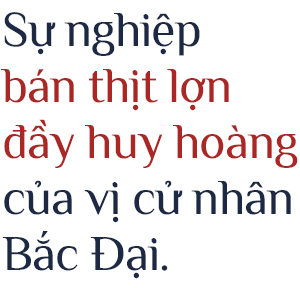 Sự nghiệp
bán thịt lợn
đầy huy hoàng
của vị cử nhân
Bắc Đại.